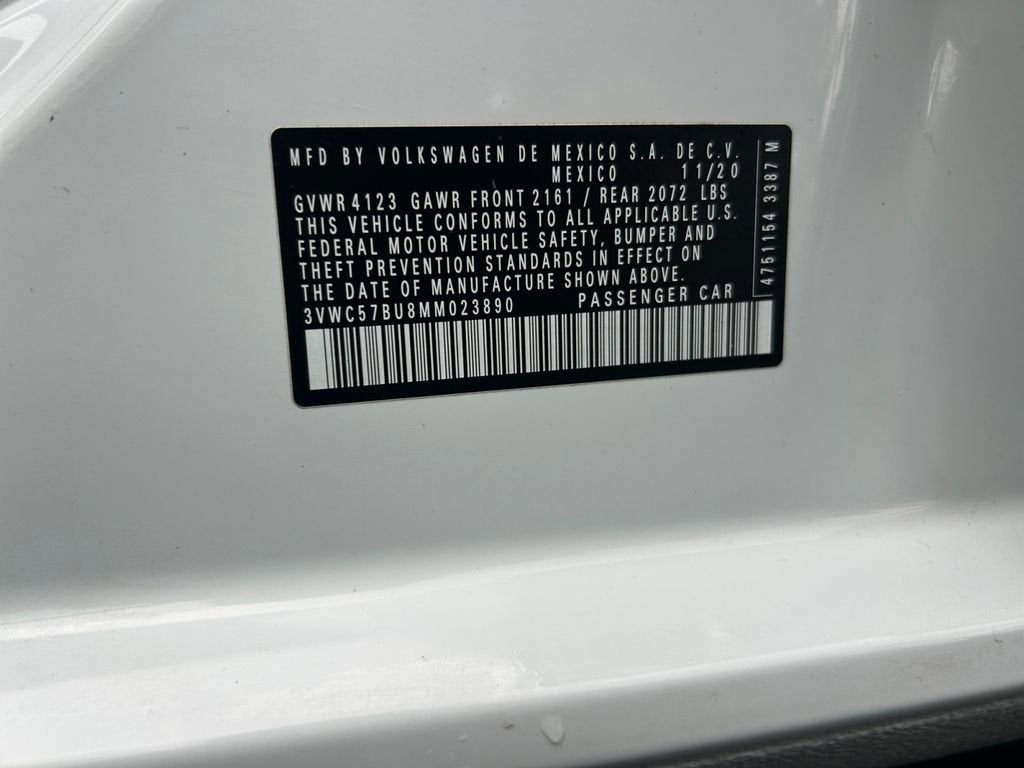 MFD BY VOLKSWAGEN DE MEXICO S.A. DE C.V.
MEXICO 11/20
GVWR 4123 GAWR FRONT 2161 / REAR 2072 LBS
THIS VEHICLE CONFORMS TO ALL APPLICABLE U.S.
FEDERAL MOTOR VEHICLE SAFETY, BUMPER AND
THEFT PREVENTION STANDARDS IN EFFECT ON
THE DATE OF MANUFACTURE SHOWN ABOVE.
3VWC57BU8MM023890 PASSENGER CAR
4751154 3387 M